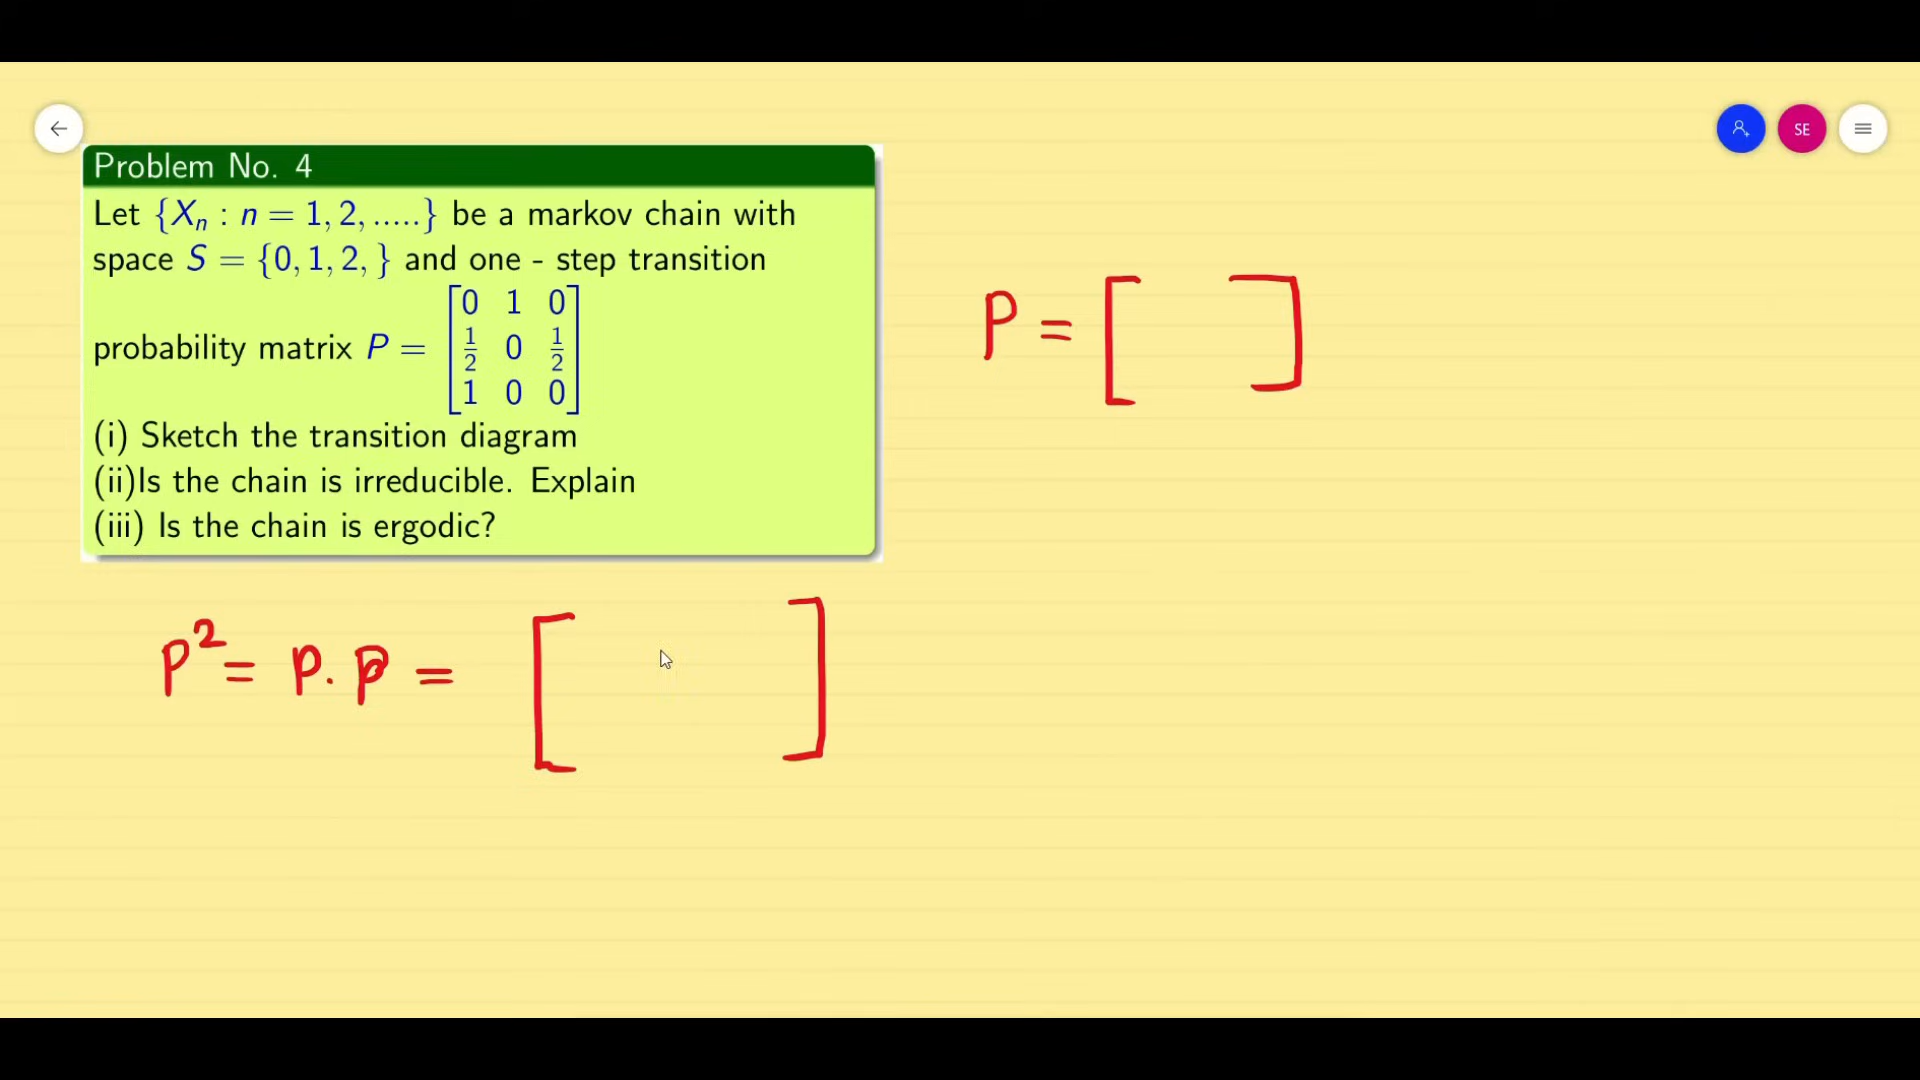 Problem No. 4
Let {Xn : n = 1, 2, .....} be a markov chain with
space S = {0, 1, 2, } and one - step transition
probability matrix P = [0 1 0; 1/2 0 1/2; 1 0 0]
(i) Sketch the transition diagram
(ii)Is the chain is irreducible. Explain
(iii) Is the chain is ergodic?
P = [ ]
P² = P. P = [ ]
SE